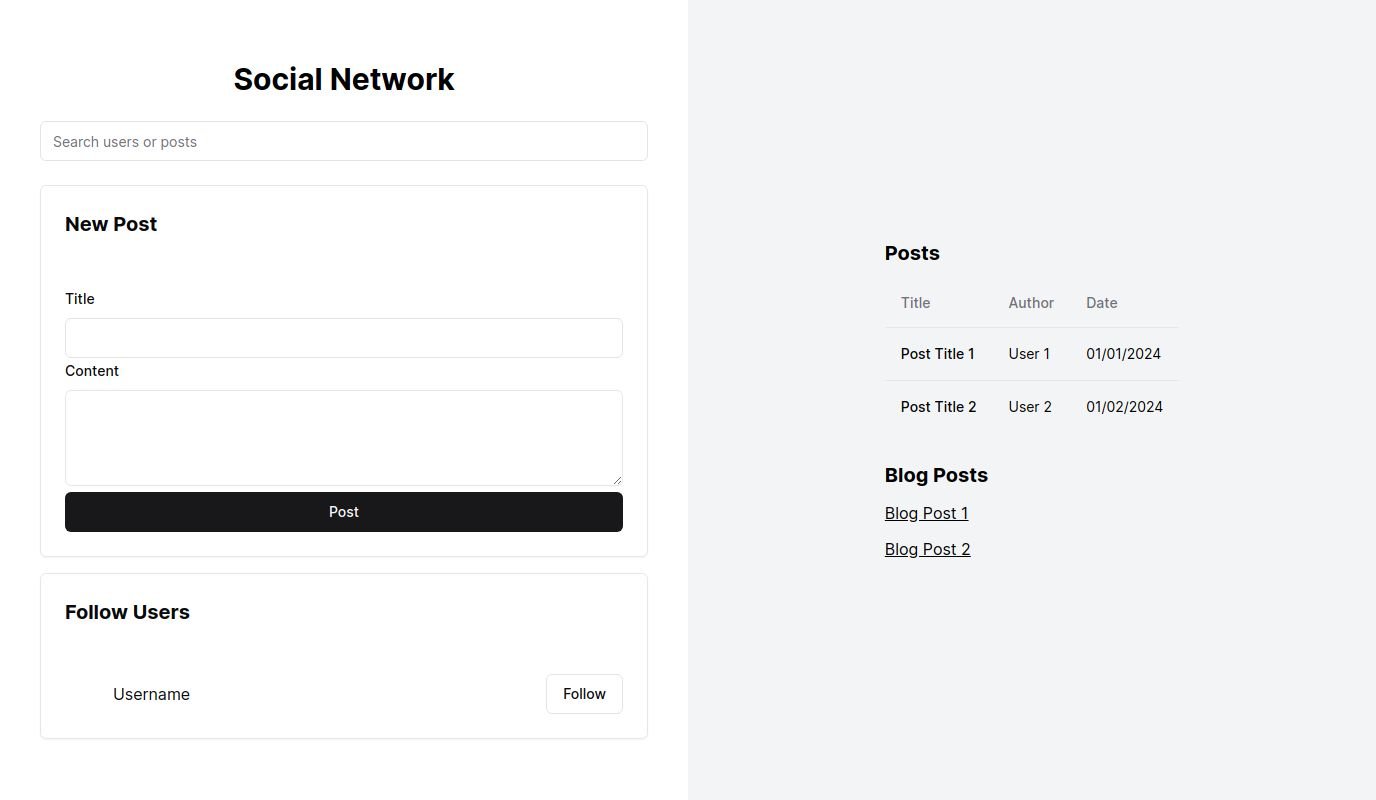 Social Network
Search users or posts
New Post
Title
Content
Post
Follow Users
Username Follow
Posts
Title Author Date
Post Title 1 User 1 01/01/2024
Post Title 2 User 2 01/02/2024
Blog Posts
Blog Post 1
Blog Post 2